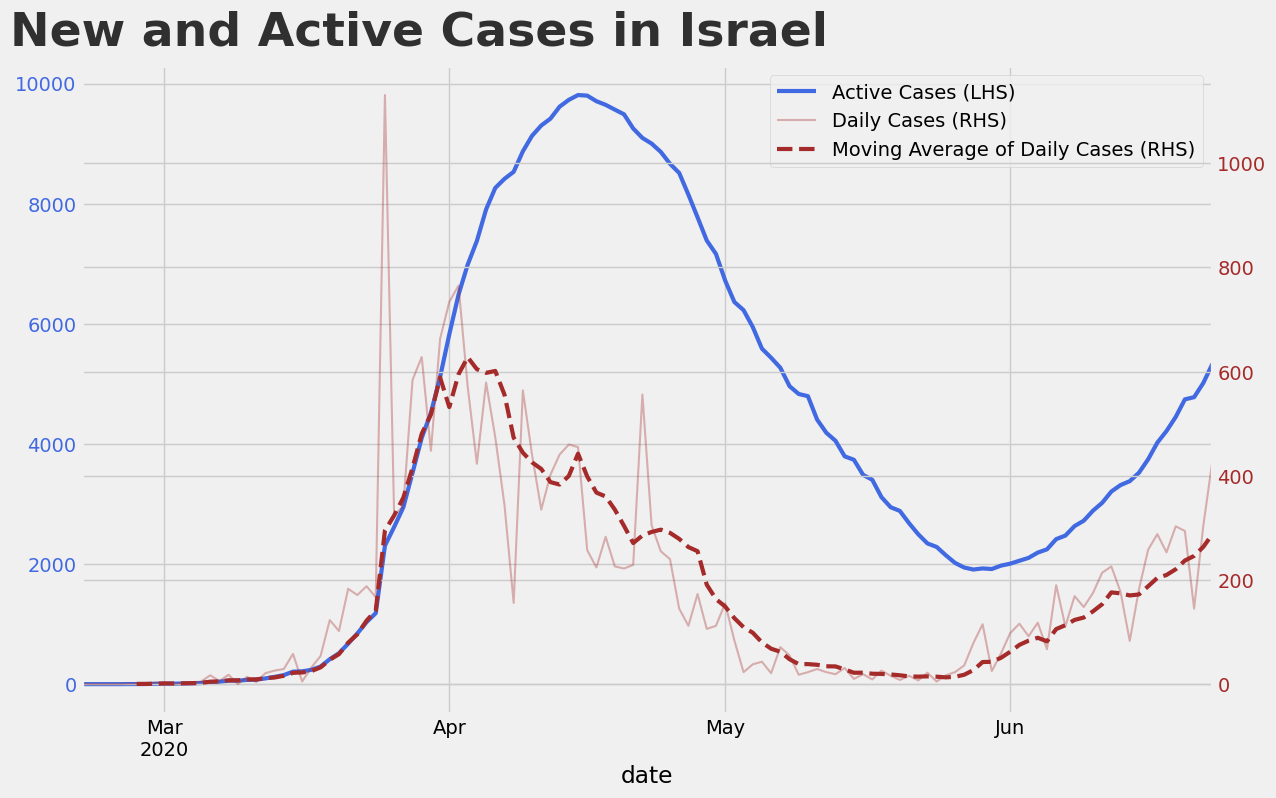 New and Active Cases in Israel
Active Cases (LHS)
Daily Cases (RHS)
Moving Average of Daily Cases (RHS)
10000
8000
6000
4000
2000
0
1000
800
600
400
200
0
Mar
2020
Apr
May
Jun
date